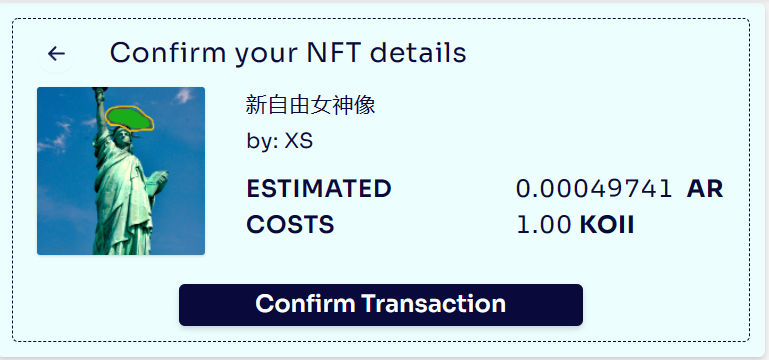 Confirm your NFT details
新自由女神像
by: XS
ESTIMATED 0.00049741 AR
COSTS 1.00 KOII
Confirm Transaction